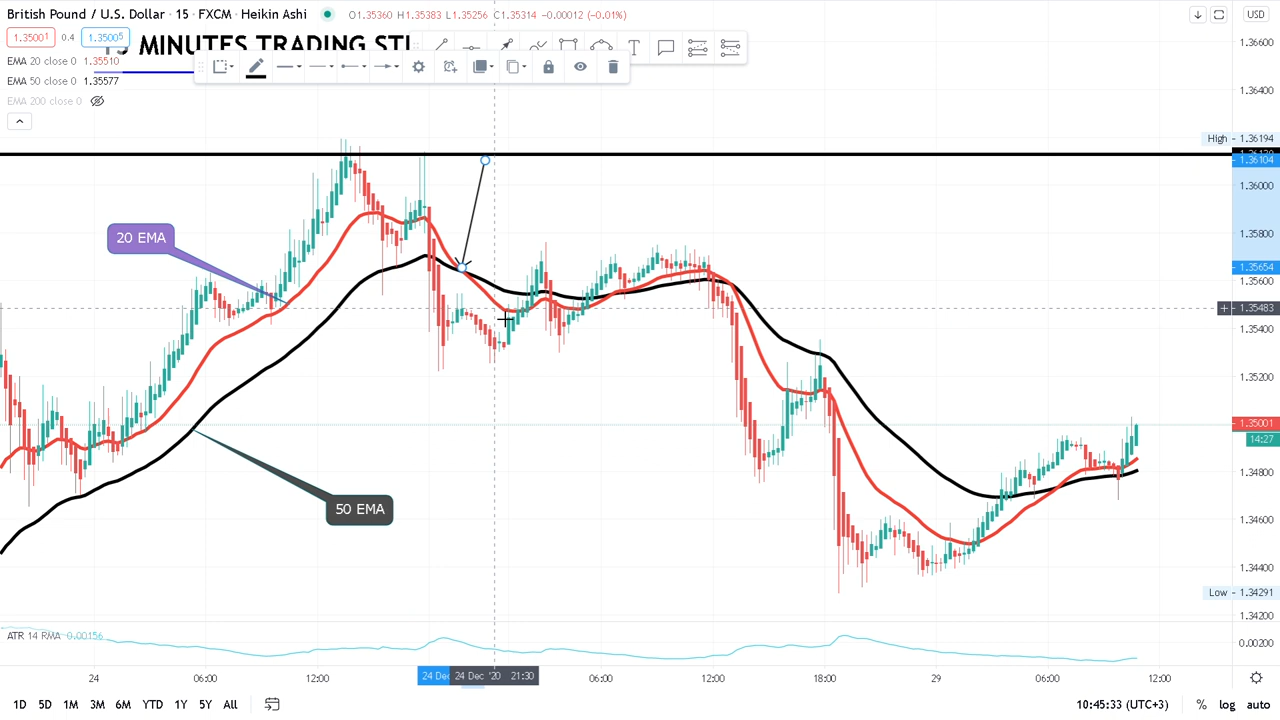 British Pound / U.S. Dollar · 15 · FXCM · Heikin Ashi
O1.35360 H1.35383 L1.35256 C1.35314 −0.00012 (−0.01%)
USD
1.35001 0.4 1.35005
MINUTES TRADING
EMA 20 close 0 1.35510
EMA 50 close 0 1.35577
EMA 200 close 0
20 EMA
50 EMA
1.36600
1.36400
High - 1.36194
1.36104
1.36000
1.35800
1.35654
1.35600
1.35483
1.35400
1.35200
1.35001
14:27
1.34800
1.34600
1.34400
Low - 1.34291
1.34200
ATR 14 RMA 0.00156
0.00200
24 06:00 12:00 24 Dec 24 Dec '20 21:30 06:00 12:00 18:00 29 06:00 12:00
1D 5D 1M 3M 6M YTD 1Y 5Y All
10:45:33 (UTC+3) % log auto